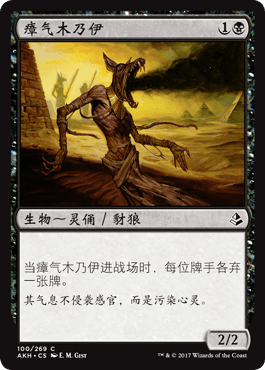 瘴气木乃伊 1
生物～灵俑／豺狼
当瘴气木乃伊进战场时，每位牌手各弃
一张牌。
其气息不侵袭感官，而是污染心灵。
2/2
100/269 C
AKH • CS E. M. Gist
™ & © 2017 Wizards of the Coast